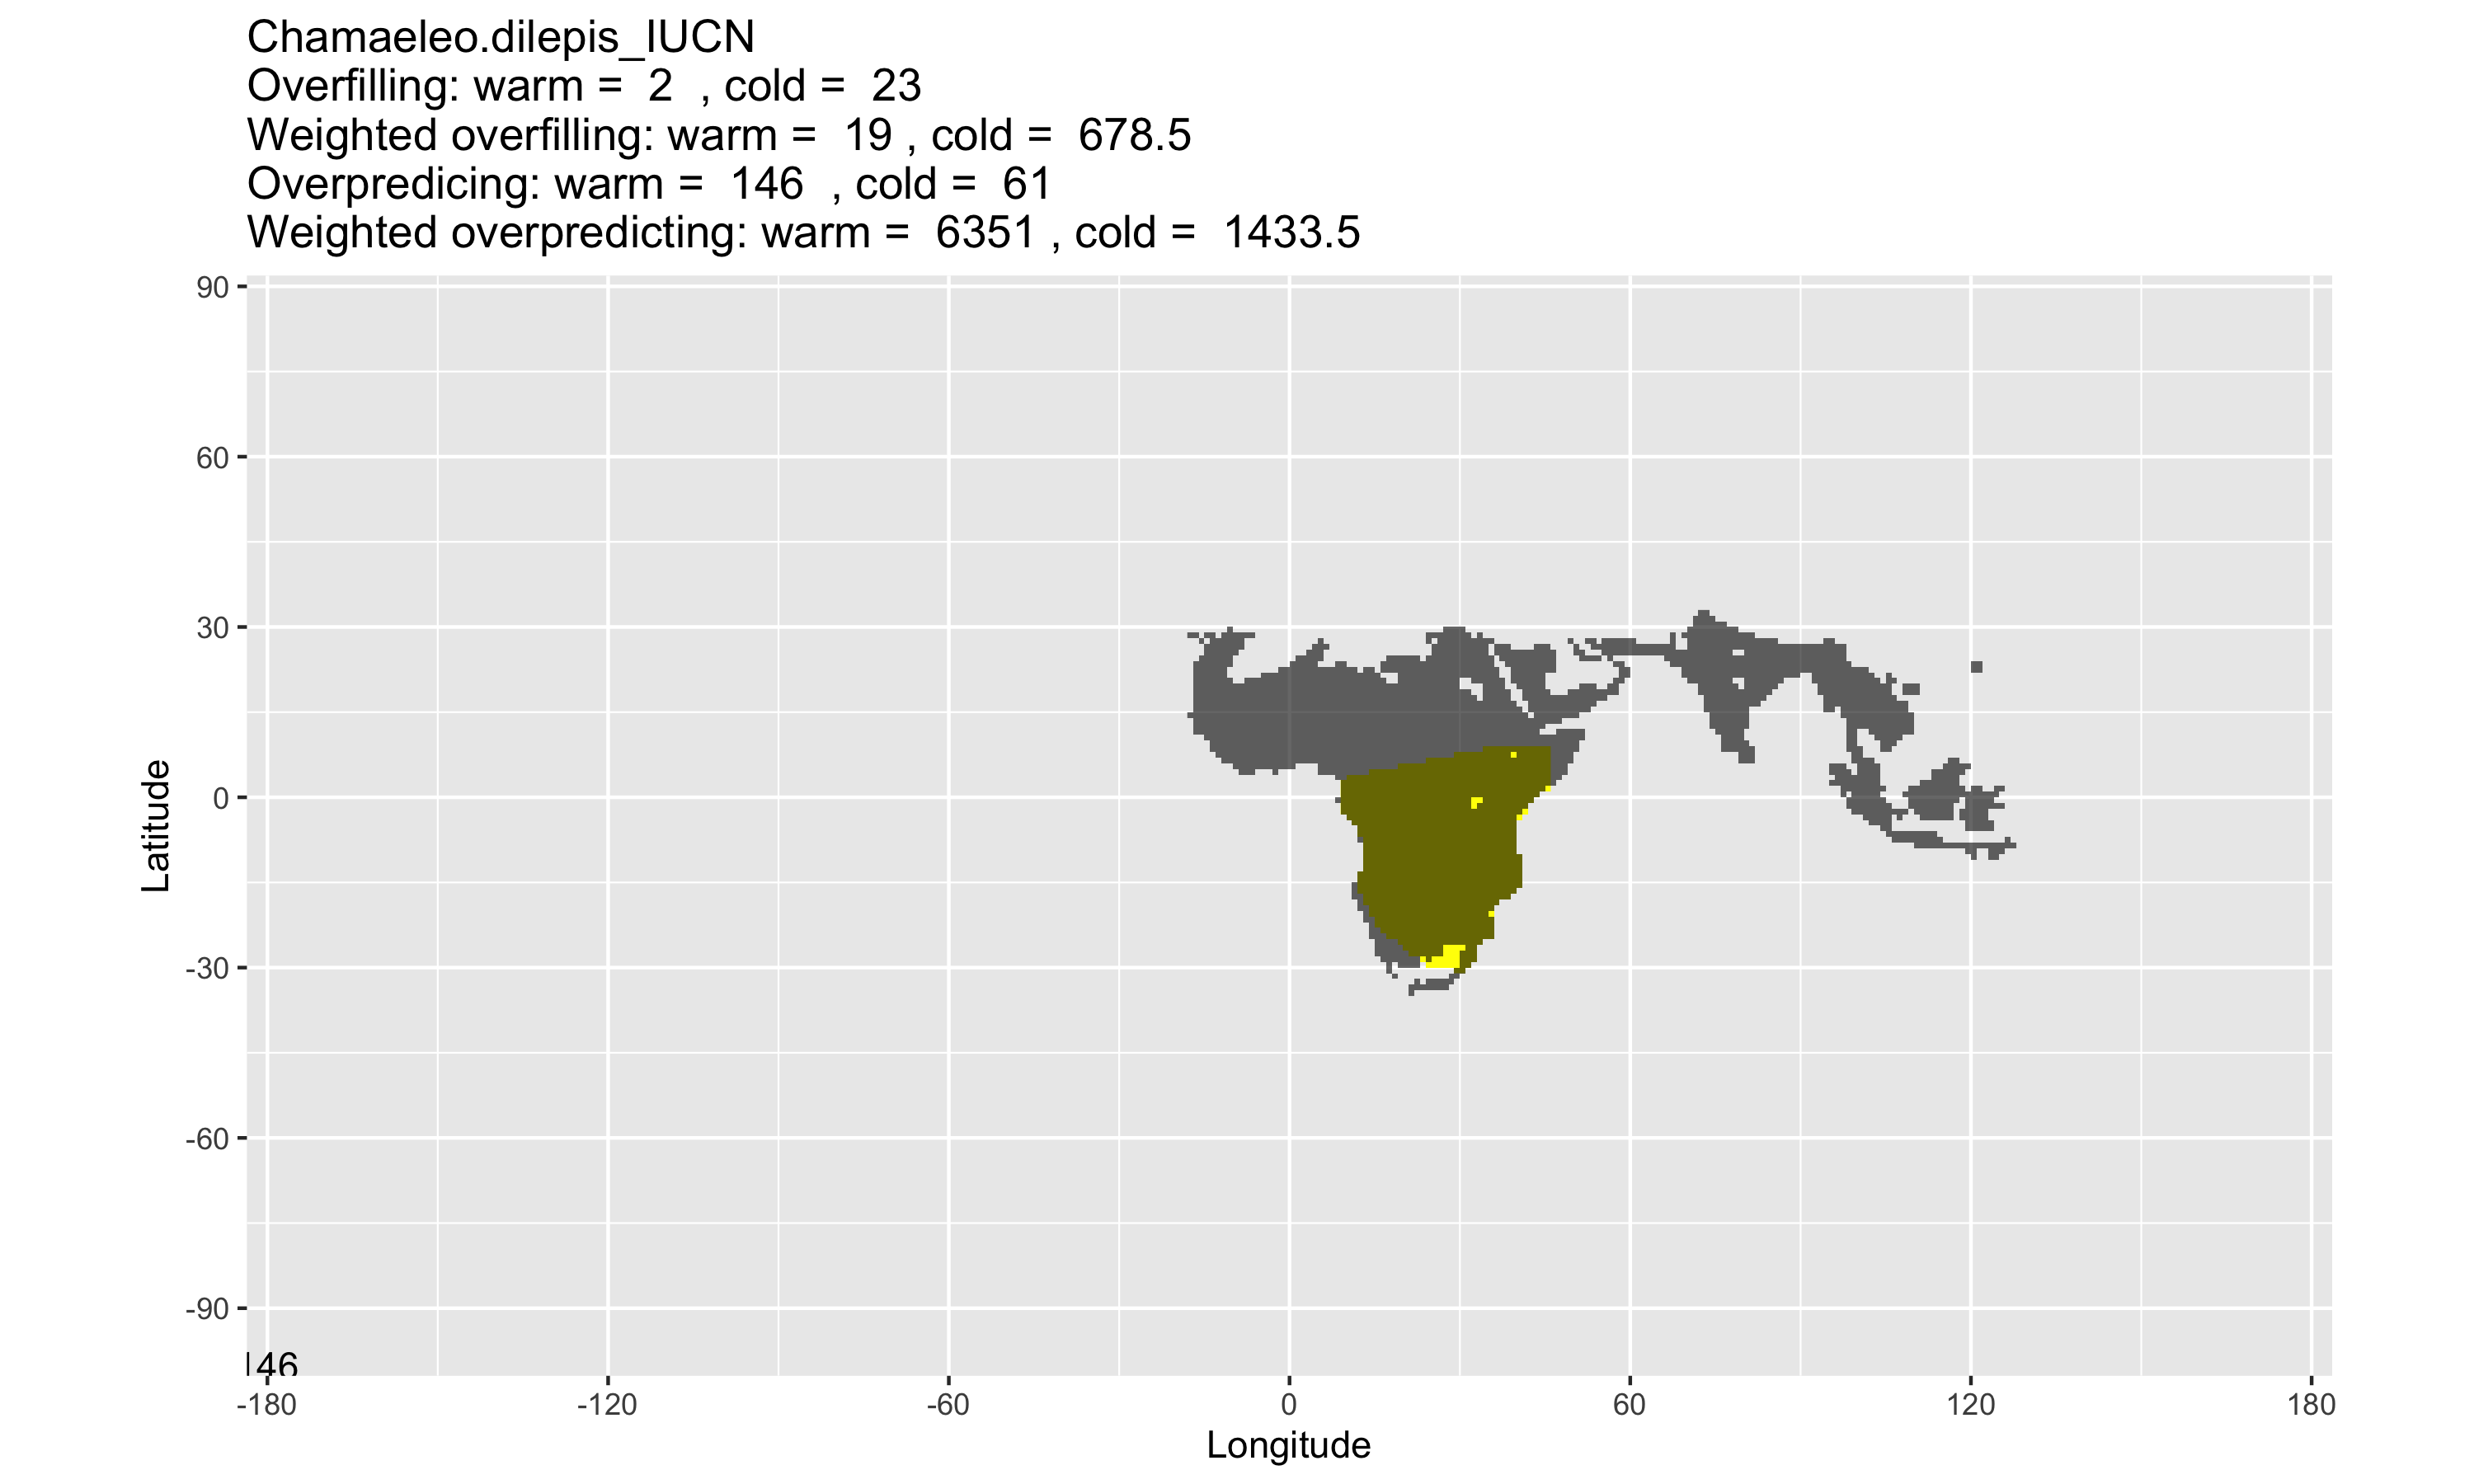 Chamaeleo.dilepis_IUCN
Overfilling: warm = 2 , cold = 23
Weighted overfilling: warm = 19 , cold = 678.5
Overpredicing: warm = 146 , cold = 61
Weighted overpredicting: warm = 6351 , cold = 1433.5
90
60
30
0
-30
-60
-90
Latitude
46
-180 -120 -60 0 60 120 180
Longitude